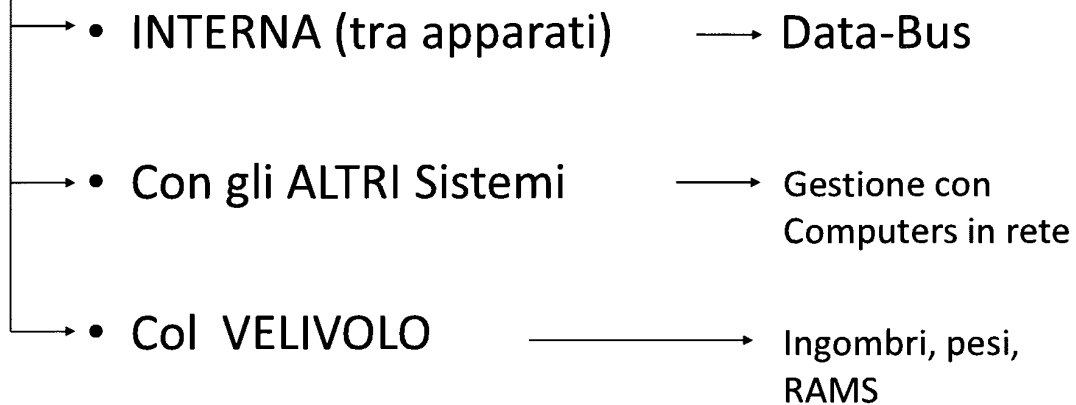 • INTERNA (tra apparati) Data-Bus
• Con gli ALTRI Sistemi Gestione con
Computers in rete
• Col VELIVOLO Ingombri, pesi,
RAMS